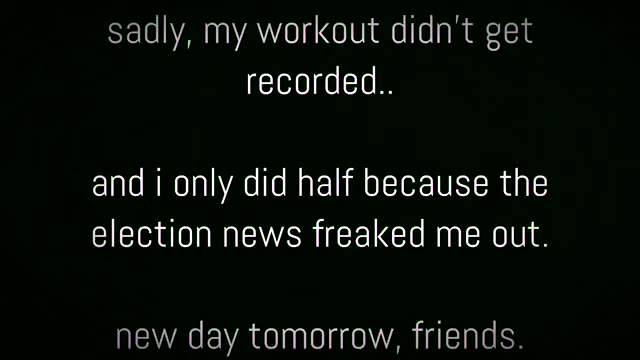 sadly, my workout didn't get
recorded..
and i only did half because the
election news freaked me out.
new day tomorrow, friends.